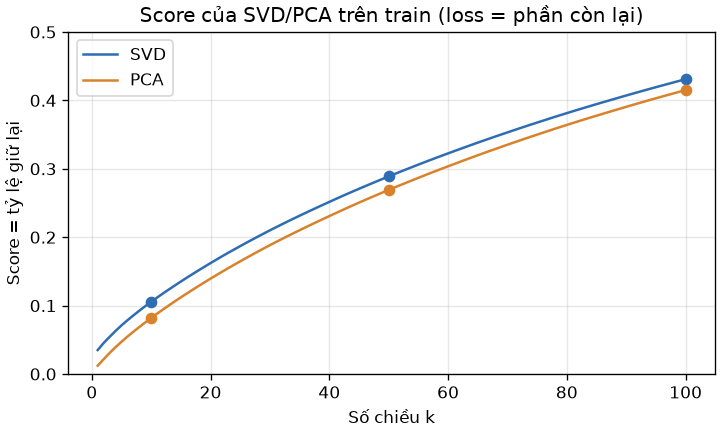 Score của SVD/PCA trên train (loss = phần còn lại)
SVD
PCA
Score = tỷ lệ giữ lại
0.5
0.4
0.3
0.2
0.1
0.0
0 20 40 60 80 100
Số chiều k